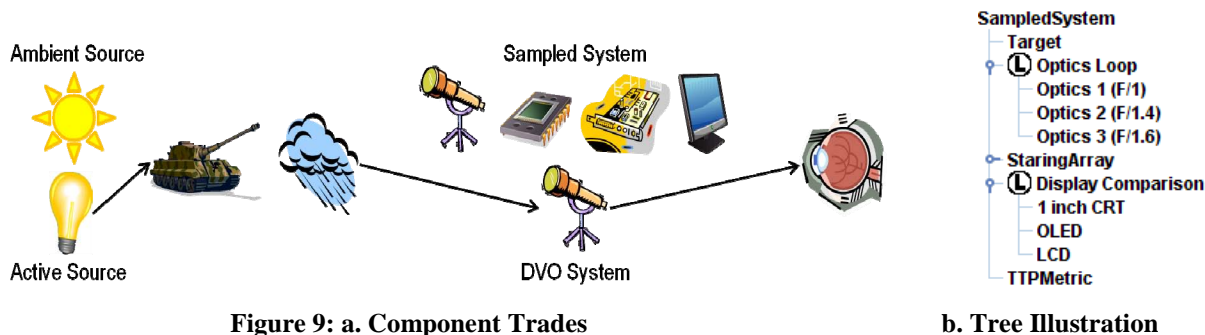 Ambient Source
Active Source
Sampled System
DVO System
SampledSystem
Target
L Optics Loop
Optics 1 (F/1)
Optics 2 (F/1.4)
Optics 3 (F/1.6)
StaringArray
L Display Comparison
1 inch CRT
OLED
LCD
TTPMetric
Figure 9: a. Component Trades
b. Tree Illustration